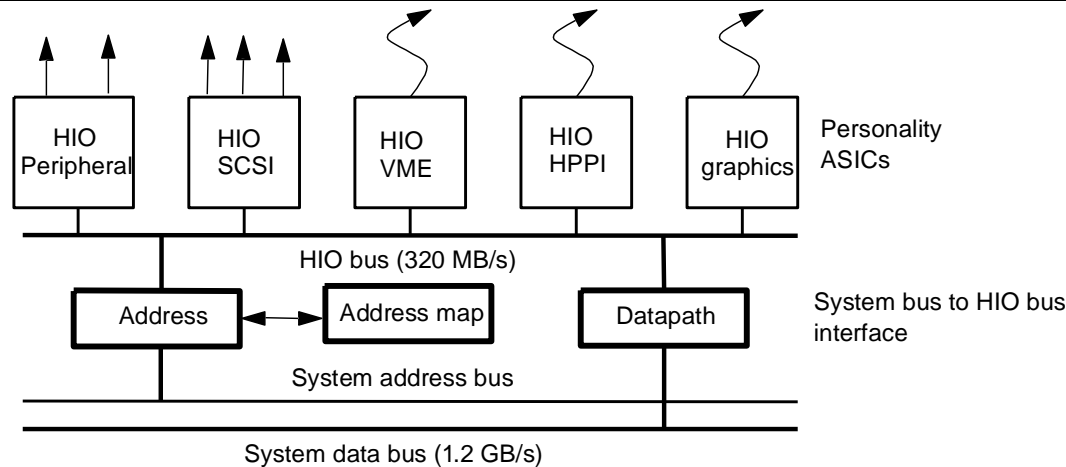 HIO
Peripheral
HIO
SCSI
HIO
VME
HIO
HPPI
HIO
graphics
Personality
ASICs
HIO bus (320 MB/s)
Address
Address map
Datapath
System bus to HIO bus
interface
System address bus
System data bus (1.2 GB/s)